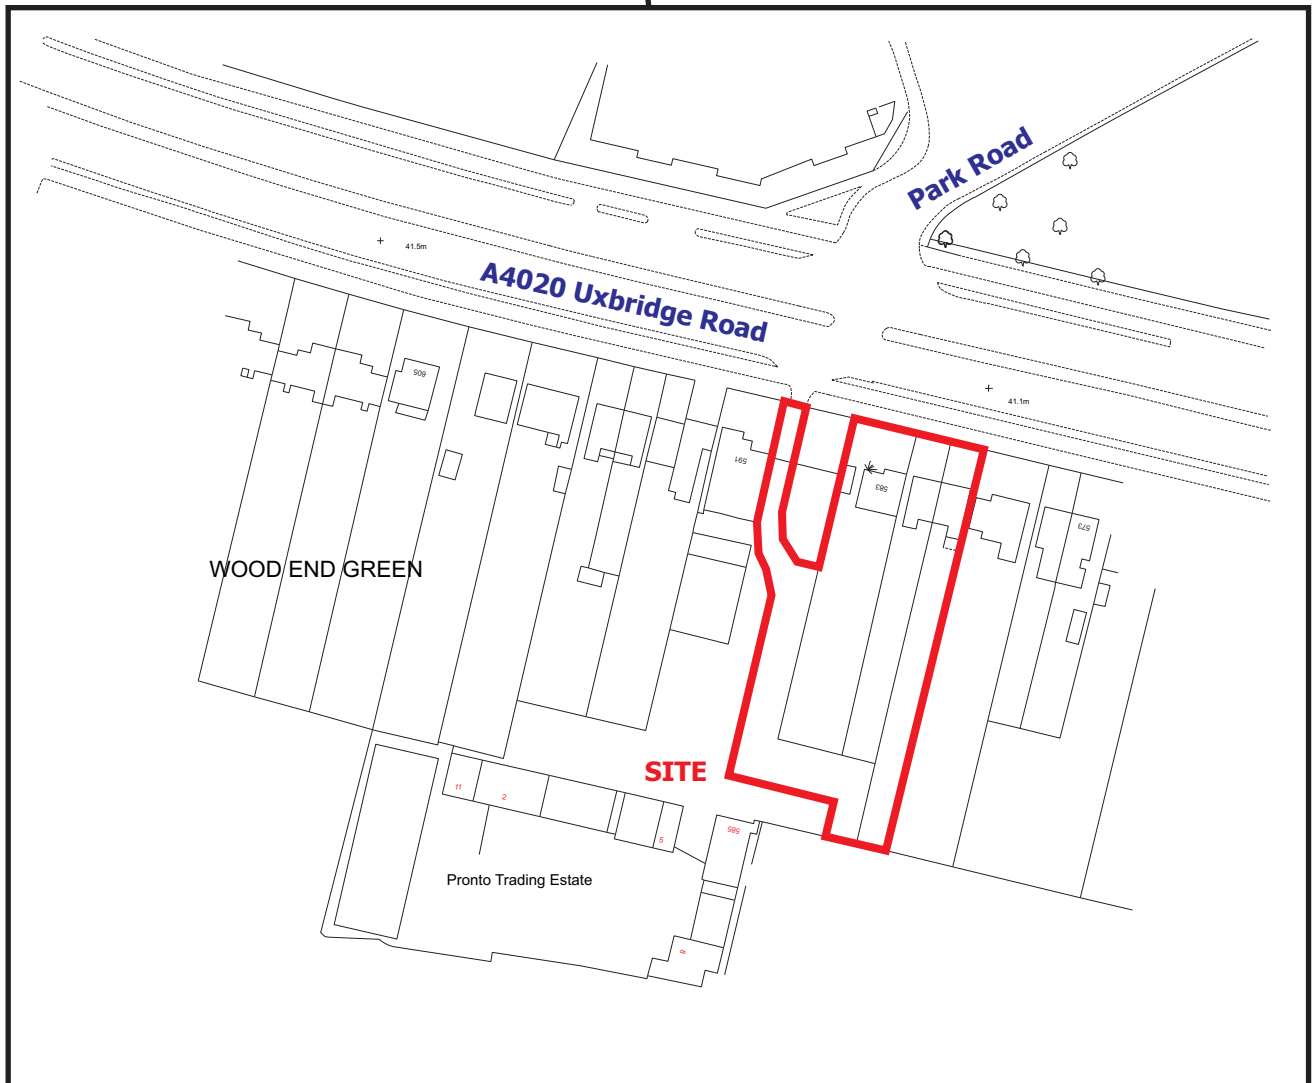 Park Road
41.5m
A4020 Uxbridge Road
41.1m
605
591
583
573
WOOD END GREEN
SITE
11
2
5
585
Pronto Trading Estate
8